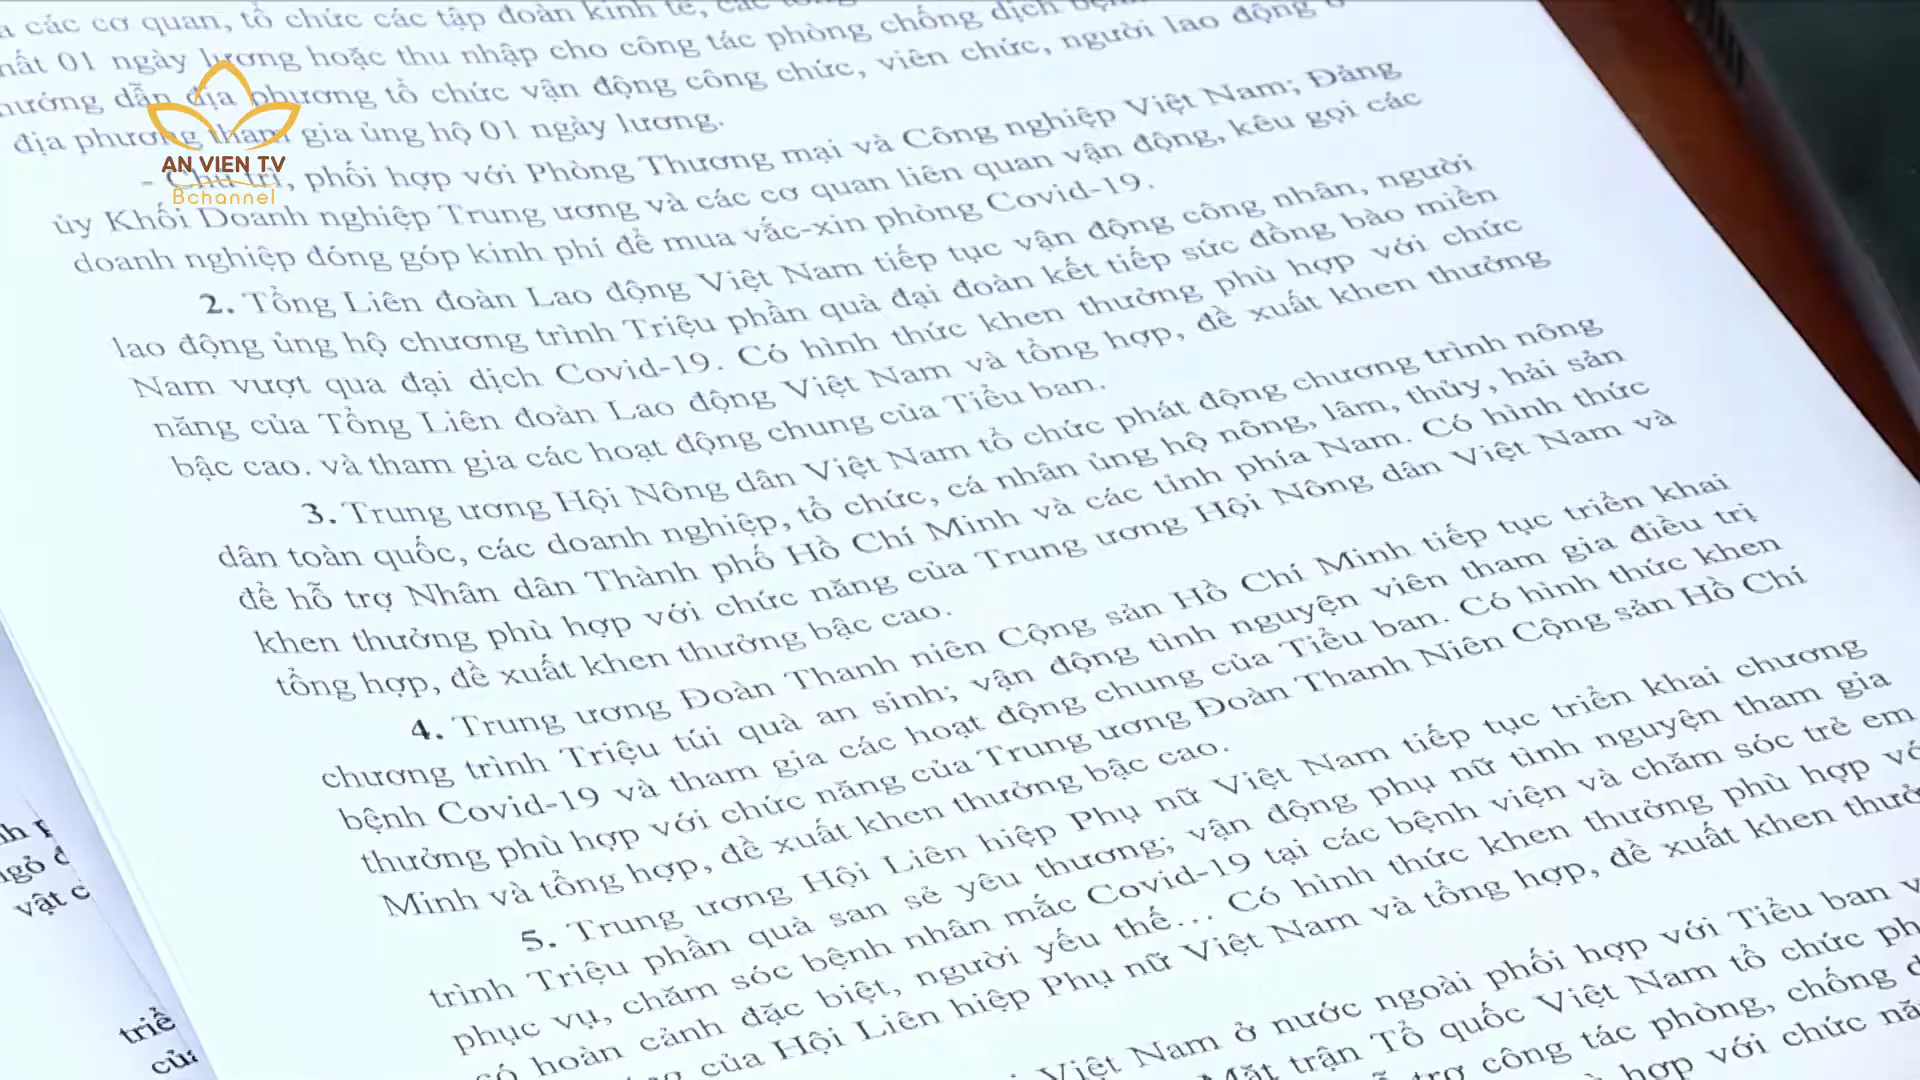 các cơ quan, tổ chức các tập đoàn kinh tế, các
01 ngày lương hoặc thu nhập cho công tác phòng chống dịch
hướng dẫn địa phương tổ chức vận động công chức, viên chức, người lao động ở
địa phương tham gia ủng hộ 01 ngày lương.
AN VIEN TV
Bchannel
- Chủ trì, phối hợp với Phòng Thương mại và Công nghiệp Việt Nam; Đảng
ủy Khối Doanh nghiệp Trung ương và các cơ quan liên quan vận động, kêu gọi các
doanh nghiệp đóng góp kinh phí để mua vắc-xin phòng Covid-19.
2. Tổng Liên đoàn Lao động Việt Nam tiếp tục vận động công nhân, người
lao động ủng hộ chương trình Triệu phần quà đại đoàn kết tiếp sức đồng bào miền
Nam vượt qua đại dịch Covid-19. Có hình thức khen thưởng phù hợp với chức
năng của Tổng Liên đoàn Lao động Việt Nam và tổng hợp, đề xuất khen thưởng
bậc cao. và tham gia các hoạt động chung của Tiểu ban.
3. Trung ương Hội Nông dân Việt Nam tổ chức phát động chương trình nông
dân toàn quốc, các doanh nghiệp, tổ chức, cá nhân ủng hộ nông, lâm, thủy, hải sản
để hỗ trợ Nhân dân Thành phố Hồ Chí Minh và các tỉnh phía Nam. Có hình thức
khen thưởng phù hợp với chức năng của Trung ương Hội Nông dân Việt Nam và
tổng hợp, đề xuất khen thưởng bậc cao.
4. Trung ương Đoàn Thanh niên Cộng sản Hồ Chí Minh tiếp tục triển khai
chương trình Triệu túi quà an sinh; vận động tình nguyện viên tham gia điều trị
bệnh Covid-19 và tham gia các hoạt động chung của Tiểu ban. Có hình thức khen
thưởng phù hợp với chức năng của Trung ương Đoàn Thanh Niên Cộng sản Hồ Chí
Minh và tổng hợp, đề xuất khen thưởng bậc cao.
5. Trung ương Hội Liên hiệp Phụ nữ Việt Nam tiếp tục triển khai chương
trình Triệu phần quà san sẻ yêu thương; vận động phụ nữ tình nguyện tham gia
phục vụ, chăm sóc bệnh nhân mắc Covid-19 tại các bệnh viện và chăm sóc trẻ em
có hoàn cảnh đặc biệt, người yếu thế... Có hình thức khen thưởng phù hợp với
của Hội Liên hiệp Phụ nữ Việt Nam và tổng hợp, đề xuất khen thưởng
Việt Nam ở nước ngoài phối hợp với Tiểu ban
Mặt trận Tổ quốc Việt Nam tổ chức
trợ công tác phòng, chống
hợp với chức
vật
triể
của